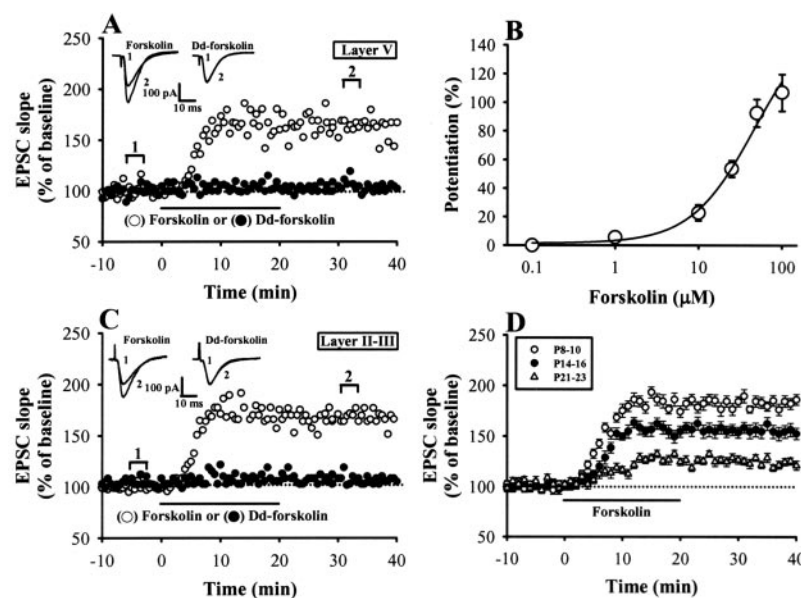 A
Forskolin
Dd-forskolin
Layer V
1
2
1
2
2
100 pA
10 ms
1
EPSC slope
(% of baseline)
250
200
150
100
50
(○) Forskolin or (●) Dd-forskolin
-10 0 10 20 30 40
Time (min)
B
Potentiation (%)
140
120
100
80
60
40
20
0
0.1 1 10 100
Forskolin (μM)
C
Forskolin
Dd-forskolin
Layer II-III
1
2
1
2
2
100 pA
10 ms
1
EPSC slope
(% of baseline)
250
200
150
100
50
(○) Forskolin or (●) Dd-forskolin
-10 0 10 20 30 40
Time (min)
D
P8-10
P14-16
P21-23
EPSC slope
(% of baseline)
250
200
150
100
50
Forskolin
-10 0 10 20 30 40
Time (min)